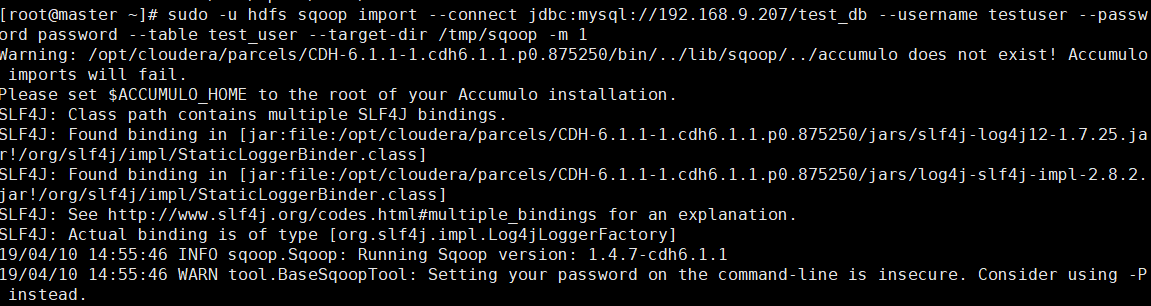 [root@master ~]# sudo -u hdfs sqoop import --connect jdbc:mysql://192.168.9.207/test_db --username testuser --passw
ord password --table test_user --target-dir /tmp/sqoop -m 1
Warning: /opt/cloudera/parcels/CDH-6.1.1-1.cdh6.1.1.p0.875250/bin/../lib/sqoop/../accumulo does not exist! Accumulo
 imports will fail.
Please set $ACCUMULO_HOME to the root of your Accumulo installation.
SLF4J: Class path contains multiple SLF4J bindings.
SLF4J: Found binding in [jar:file:/opt/cloudera/parcels/CDH-6.1.1-1.cdh6.1.1.p0.875250/jars/slf4j-log4j12-1.7.25.ja
r!/org/slf4j/impl/StaticLoggerBinder.class]
SLF4J: Found binding in [jar:file:/opt/cloudera/parcels/CDH-6.1.1-1.cdh6.1.1.p0.875250/jars/log4j-slf4j-impl-2.8.2.
jar!/org/slf4j/impl/StaticLoggerBinder.class]
SLF4J: See http://www.slf4j.org/codes.html#multiple_bindings for an explanation.
SLF4J: Actual binding is of type [org.slf4j.impl.Log4jLoggerFactory]
19/04/10 14:55:46 INFO sqoop.Sqoop: Running Sqoop version: 1.4.7-cdh6.1.1
19/04/10 14:55:46 WARN tool.BaseSqoopTool: Setting your password on the command-line is insecure. Consider using -P
 instead.